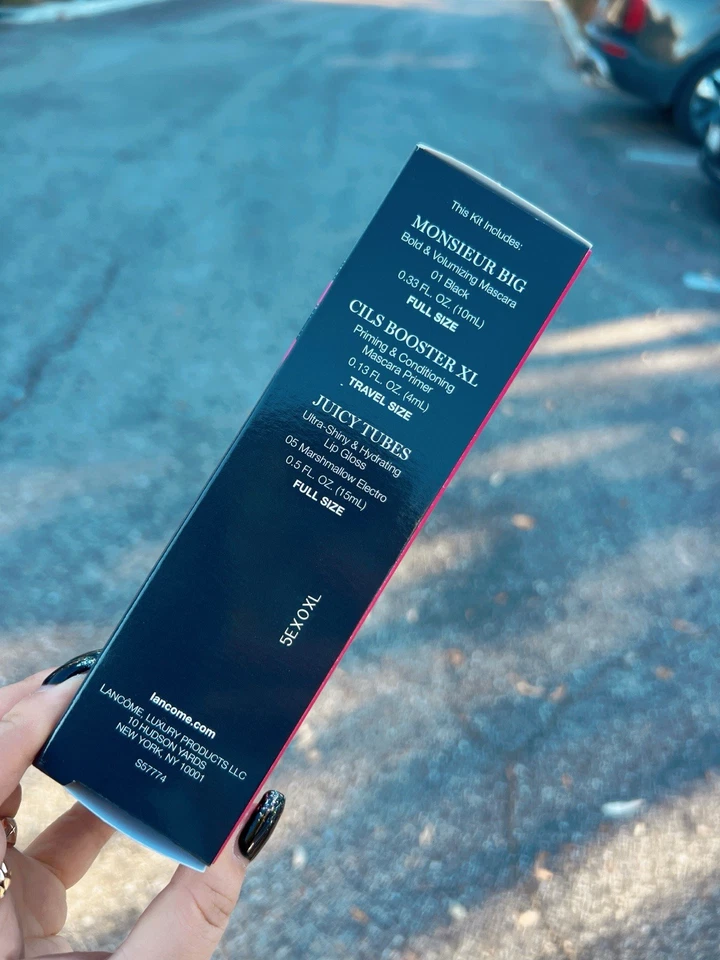 This Kit Includes:
MONSIEUR BIG
Bold & Volumizing Mascara
01 Black
0.33 FL. OZ. (10mL)
FULL SIZE
CILS BOOSTER XL
Priming & Conditioning
Mascara Primer
0.13 FL. OZ. (4mL)
TRAVEL SIZE
JUICY TUBES
Ultra-Shiny & Hydrating
Lip Gloss
05 Marshmallow Electro
0.5 FL. OZ. (15mL)
FULL SIZE
5EXOXL
lancome.com
LANCÔME, LUXURY PRODUCTS LLC
10 HUDSON YARDS
NEW YORK, NY 10001
S57774